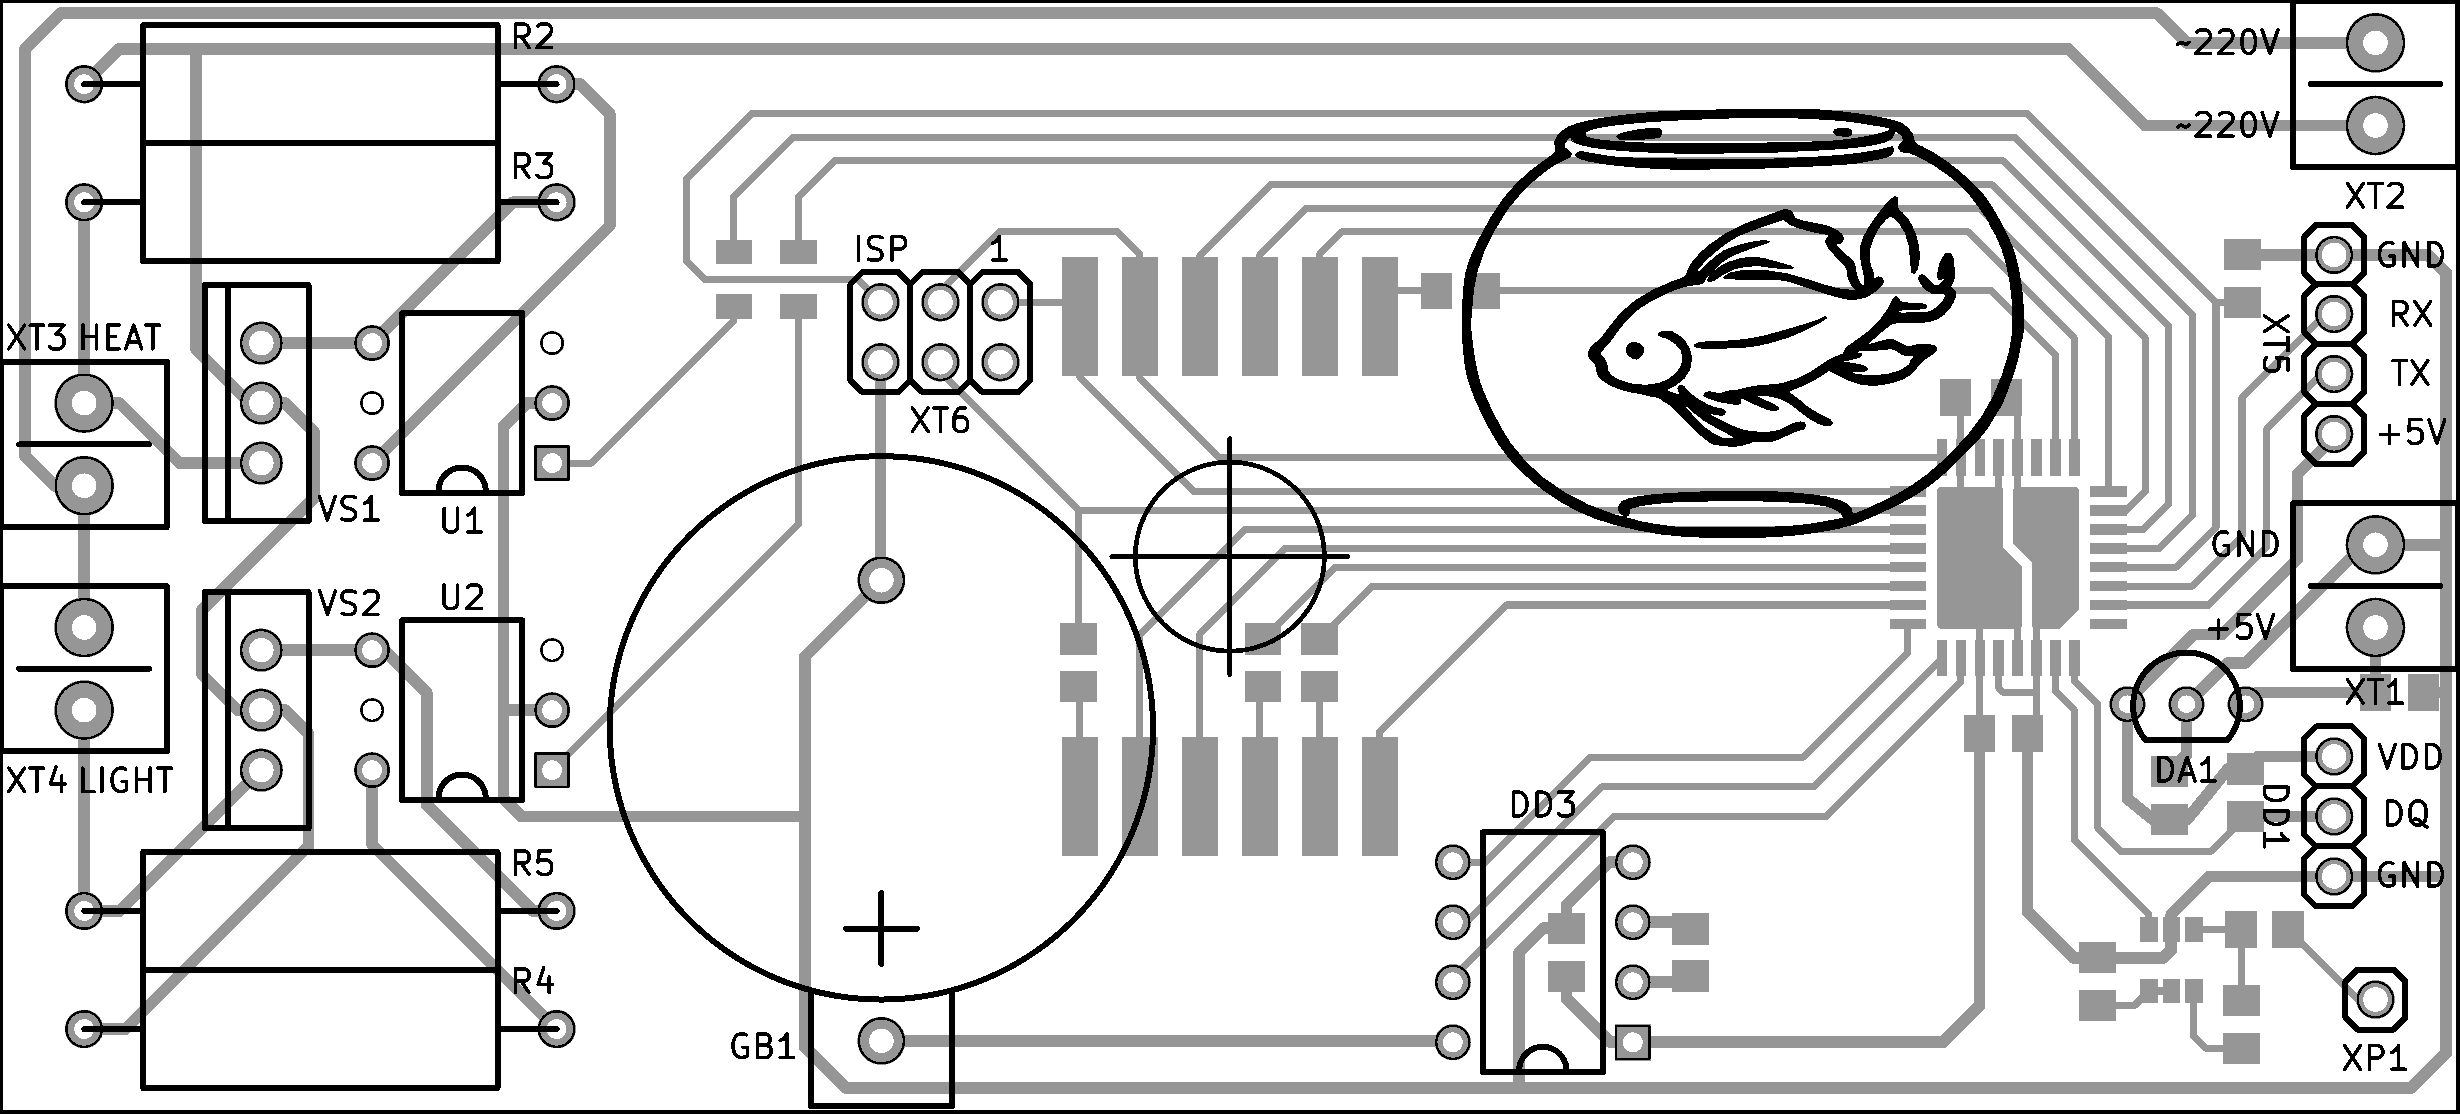 R2
~220V
~220V
R3
XT2
ISP 1
GND
RX
XT5
TX
+5V
XT3 HEAT
XT6
VS1
U1
GND
VS2
U2
+5V
XT1
XT4 LIGHT
DA1
VDD
DD1
DQ
DD3
GND
R5
R4
GB1
XP1